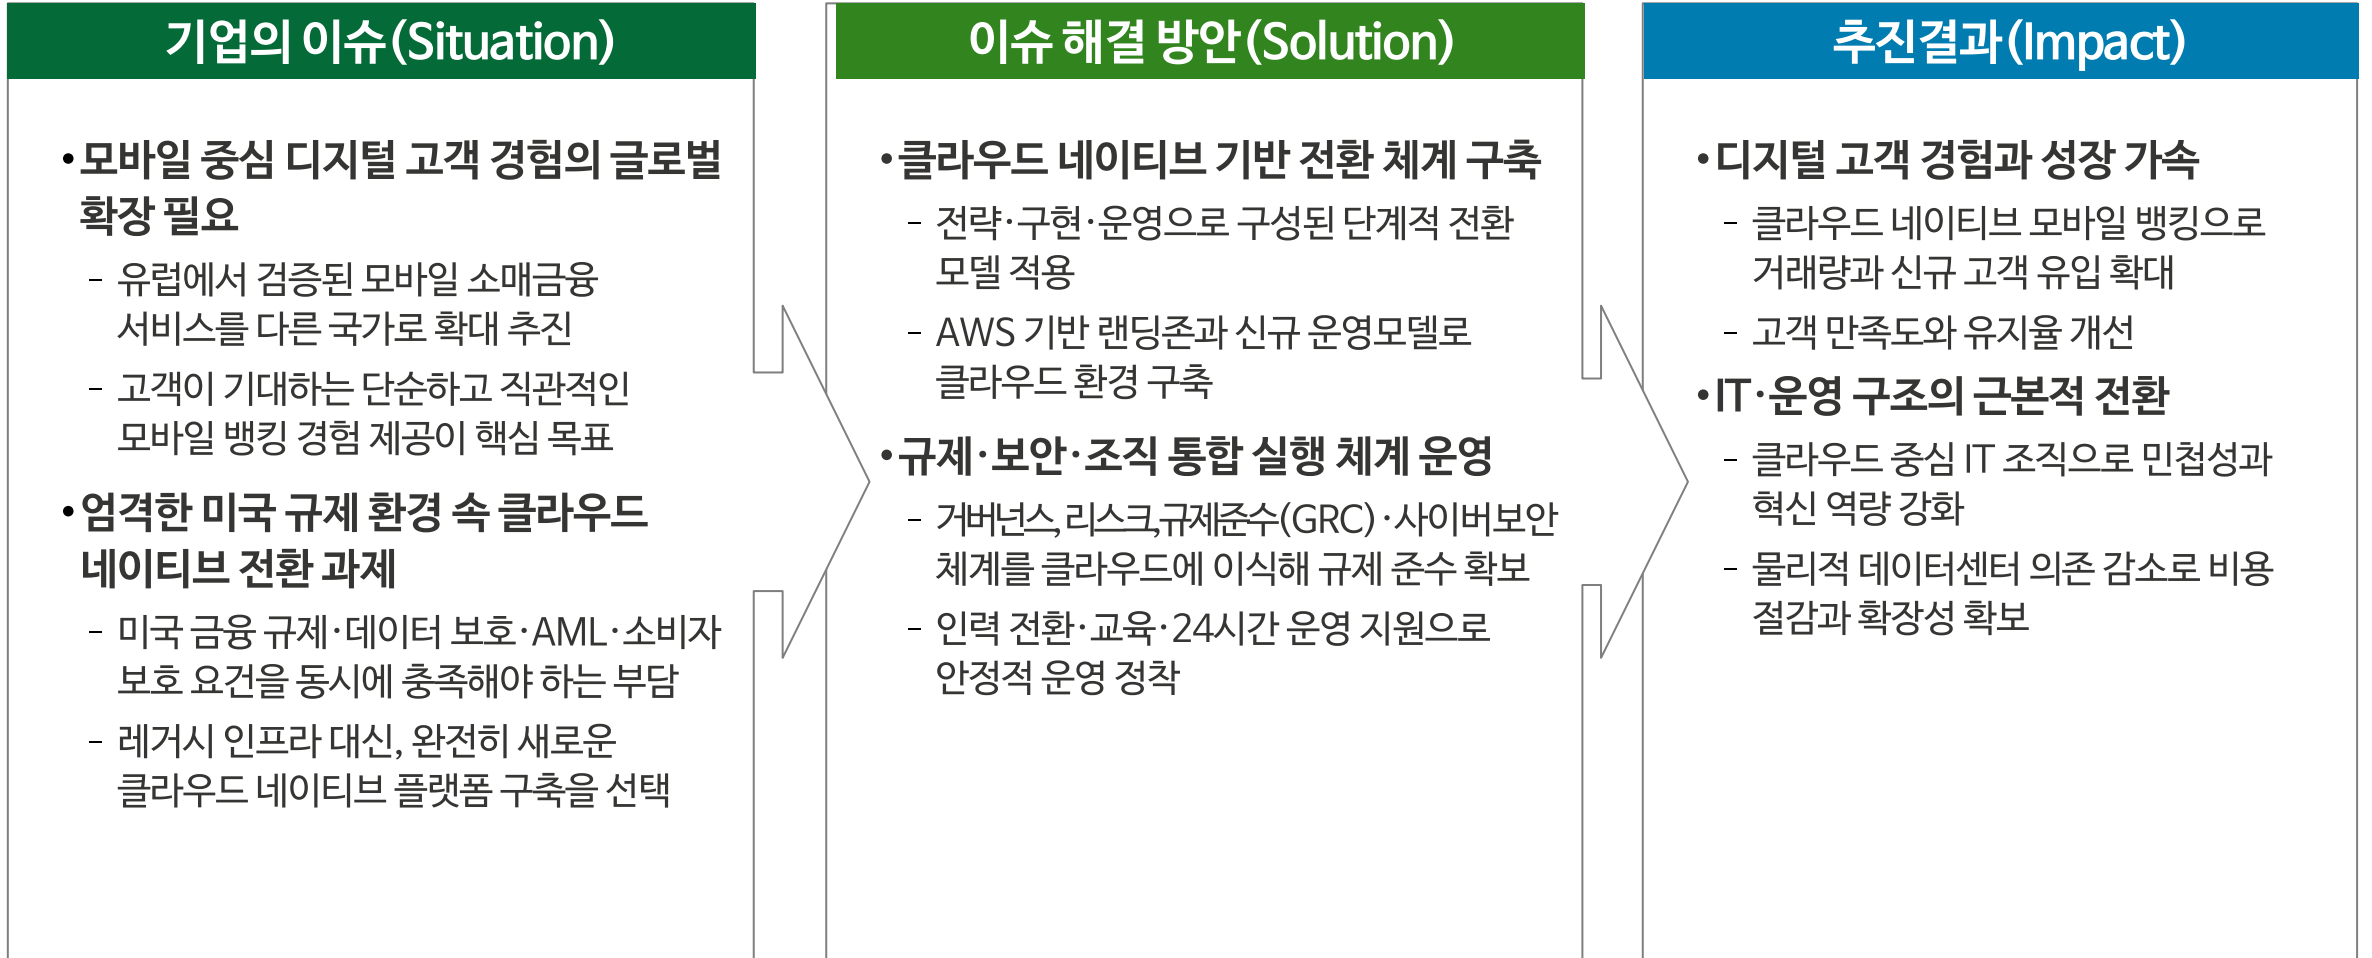 기업의 이슈(Situation)
• 모바일 중심 디지털 고객 경험의 글로벌
확장 필요
– 유럽에서 검증된 모바일 소매금융
서비스를 다른 국가로 확대 추진
– 고객이 기대하는 단순하고 직관적인
모바일 뱅킹 경험 제공이 핵심 목표
• 엄격한 미국 규제 환경 속 클라우드
네이티브 전환 과제
– 미국 금융 규제·데이터 보호·AML·소비자
보호 요건을 동시에 충족해야 하는 부담
– 레거시 인프라 대신, 완전히 새로운
클라우드 네이티브 플랫폼 구축을 선택
이슈 해결 방안(Solution)
• 클라우드 네이티브 기반 전환 체계 구축
– 전략·구현·운영으로 구성된 단계적 전환
모델 적용
– AWS 기반 랜딩존과 신규 운영모델로
클라우드 환경 구축
• 규제·보안·조직 통합 실행 체계 운영
– 거버넌스, 리스크,규제준수(GRC)·사이버보안
체계를 클라우드에 이식해 규제 준수 확보
– 인력 전환·교육·24시간 운영 지원으로
안정적 운영 정착
추진결과(Impact)
• 디지털 고객 경험과 성장 가속
– 클라우드 네이티브 모바일 뱅킹으로
거래량과 신규 고객 유입 확대
– 고객 만족도와 유지율 개선
• IT·운영 구조의 근본적 전환
– 클라우드 중심 IT 조직으로 민첩성과
혁신 역량 강화
– 물리적 데이터센터 의존 감소로 비용
절감과 확장성 확보